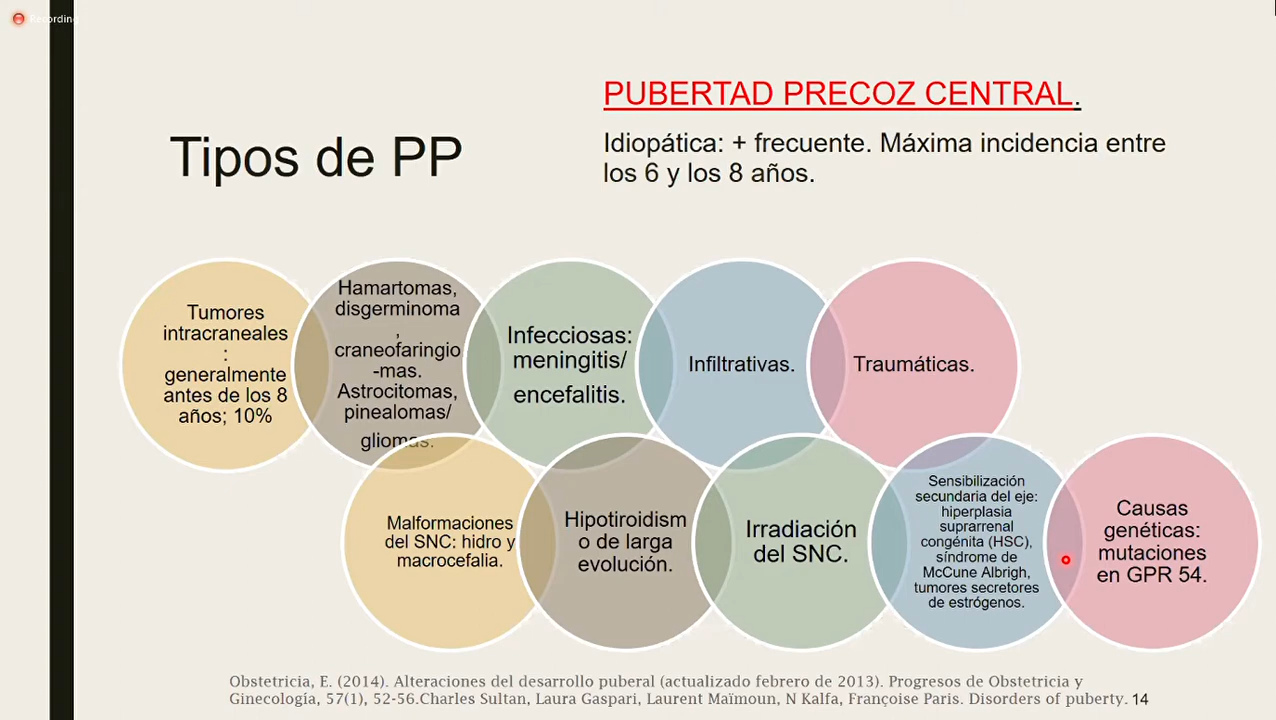 Recording
PUBERTAD PRECOZ CENTRAL.
Tipos de PP
Idiopática: + frecuente. Máxima incidencia entre
los 6 y los 8 años.
Tumores
intracraneales
:
generalmente
antes de los 8
años; 10%
Hamartomas,
disgerminoma
,
craneofaringio
-mas.
Astrocitomas,
pinealomas/
gliomas.
Infecciosas:
meningitis/
encefalitis.
Infiltrativas.
Traumáticas.
Malformaciones
del SNC: hidro y
macrocefalia.
Hipotiroidism
o de larga
evolución.
Irradiación
del SNC.
Sensibilización
secundaria del eje:
hiperplasia
suprarrenal
congénita (HSC),
síndrome de
McCune Albrigh,
tumores secretores
de estrógenos.
Causas
genéticas:
mutaciones
en GPR 54.
Obstetricia, E. (2014). Alteraciones del desarrollo puberal (actualizado febrero de 2013). Progresos de Obstetricia y
Ginecología, 57(1), 52-56.Charles Sultan, Laura Gaspari, Laurent Maïmoun, N Kalfa, Françoise Paris. Disorders of puberty. 14